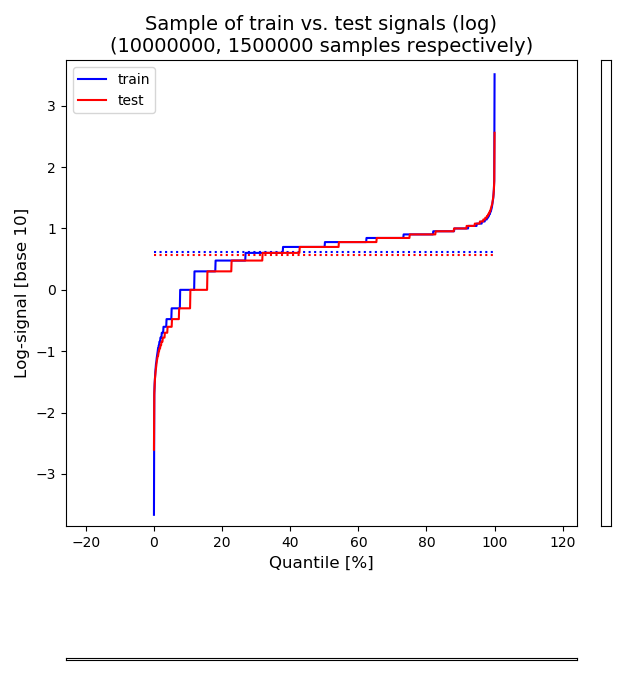 Sample of train vs. test signals (log)
(10000000, 1500000 samples respectively)
train
test
Log-signal [base 10]
3
2
1
0
−1
−2
−3
−20
0
20
40
60
80
100
120
Quantile [%]